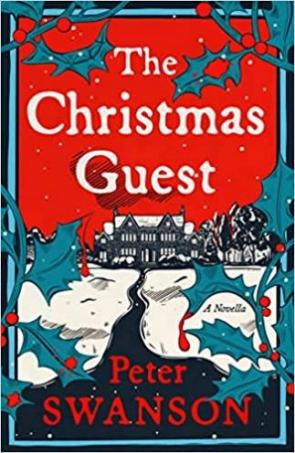 The
Christmas
Guest
A Novella
Peter
SWANSON